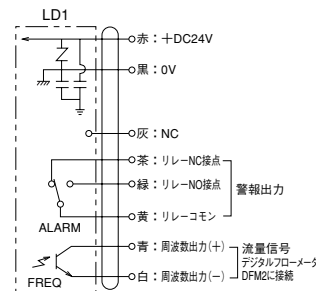 LD1
赤：＋DC24V
黒：0V
灰：NC
茶：リレーNC接点
緑：リレーNO接点
黄：リレーコモン
警報出力
ALARM
青：周波数出力(＋)
白：周波数出力(－)
流量信号
デジタルフローメータ
DFM2に接続
FREQ